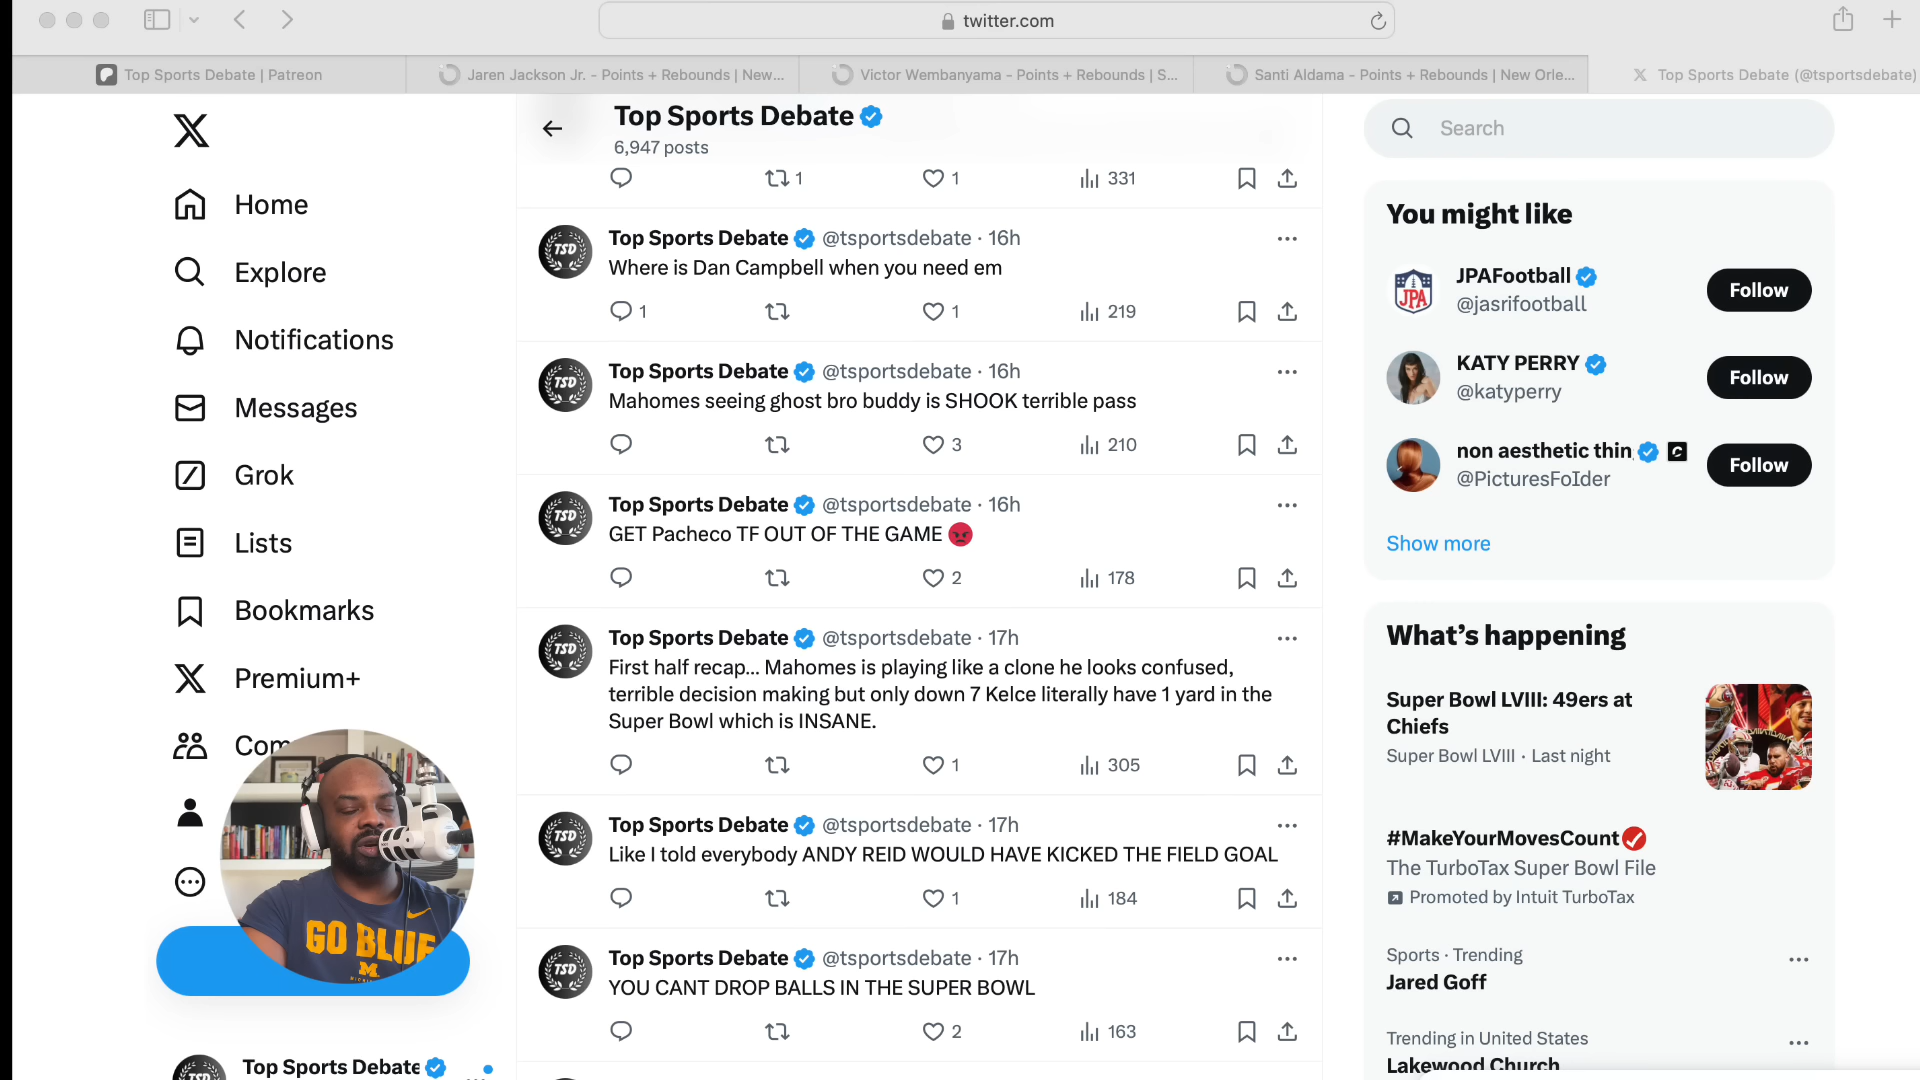 twitter.com
Top Sports Debate | Patreon
Jaren Jackson Jr. - Points + Rebounds | New...
Victor Wembanyama - Points + Rebounds | S...
Santi Aldama - Points + Rebounds | New Orle...
Top Sports Debate (@tsportsdebate)
Home
Explore
Notifications
Messages
Grok
Lists
Bookmarks
Premium+
Com
GO BLUE
M
Top Sports Debate
Top Sports Debate
6,947 posts
1
1
331
TSD
Top Sports Debate @tsportsdebate · 16h
Where is Dan Campbell when you need em
1
1
219
TSD
Top Sports Debate @tsportsdebate · 16h
Mahomes seeing ghost bro buddy is SHOOK terrible pass
3
210
TSD
Top Sports Debate @tsportsdebate · 16h
GET Pacheco TF OUT OF THE GAME 😡
2
178
TSD
Top Sports Debate @tsportsdebate · 17h
First half recap... Mahomes is playing like a clone he looks confused,
terrible decision making but only down 7 Kelce literally have 1 yard in the
Super Bowl which is INSANE.
1
305
TSD
Top Sports Debate @tsportsdebate · 17h
Like I told everybody ANDY REID WOULD HAVE KICKED THE FIELD GOAL
1
184
TSD
Top Sports Debate @tsportsdebate · 17h
YOU CANT DROP BALLS IN THE SUPER BOWL
2
163
Search
You might like
JPA
JPAFootball
@jasrifootball
Follow
KATY PERRY
@katyperry
Follow
non aesthetic thin
@PicturesFoIder
Follow
Show more
What's happening
Super Bowl LVIII: 49ers at
Chiefs
Super Bowl LVIII · Last night
#MakeYourMovesCount
The TurboTax Super Bowl File
Promoted by Intuit TurboTax
Sports · Trending
Jared Goff
Trending in United States
Lakewood Church